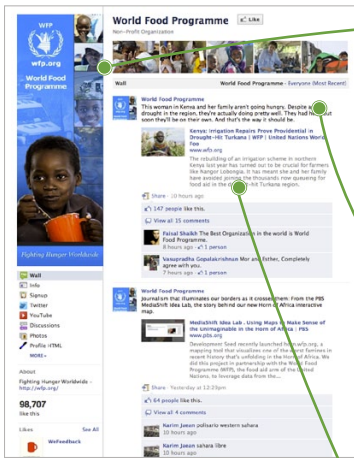 WFP
wfp.org
World Food
Programme
Fighting Hunger Worldwide
Wall
Info
Signup
Twitter
YouTube
Discussions
Photos
Profile HTML
MORE
About
Fighting Hunger Worldwide -
http://wfp.org/
98,707
like this
Likes See All
WeFeedback
World Food Programme Like
Non-Profit Organization
Wall World Food Programme · Everyone (Most Recent)
World Food Programme
This woman in Kenya and her family aren't going hungry. Despite
drought in the region, they're actually doing pretty well. They had
soon they'll be on their own. And that's the way it should be.
Kenya: Irrigation Repairs Prove Providential in
Drought-Hit Turkana | WFP | United Nations World
Foo
www.wfp.org
The rebuilding of an irrigation scheme in northern
Kenya last year has turned out to be crucial for farmers
like Kangor Lobongo. It has meant she and her family
have avoided joining the thousands now queuing for
food aid in the drought-hit Turkana region.
Share · 10 hours ago
147 people like this.
View all 15 comments
Faisal Shaikh The Best Organization in the world is World
Food Programme.
8 hours ago · 1 person
Vasupradha Gopalakrishnan Mor and Esther, Completely
agree with you.
7 hours ago · 1 person
World Food Programme
Journalism that illuminates our borders as it crosses them: From the PBS
MediaShift Idea Lab, the story behind our new Horn of Africa interactive
map.
MediaShift Idea Lab . Using Maps to Make Sense of
the Unimaginable in the Horn of Africa | PBS
www.pbs.org
Development Seed recently launched horn.wfp.org, a
mapping tool that visualizes one of the worst famines in
recent history that's unfolding in the Horn of Africa. We
did this project in partnership with the World Food
Programme (WFP), the food aid arm of the United
Nations, to leverage data from the...
Share · Yesterday at 12:23pm
64 people like this.
View all 4 comments
Karim Jasun polisario western sahara
10 hours ago
Karim Jasun sahara libre
10 hours ago